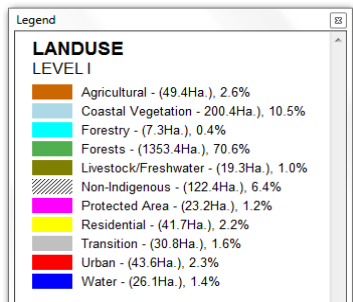 Legend
LANDUSE
LEVEL I
Agricultural - (49.4Ha.), 2.6%
Coastal Vegetation - 200.4Ha.), 10.5%
Forestry - (7.3Ha.), 0.4%
Forests - (1353.4Ha.), 70.6%
Livestock/Freshwater - (19.3Ha.), 1.0%
Non-Indigenous - (122.4Ha.), 6.4%
Protected Area - (23.2Ha.), 1.2%
Residential - (41.7Ha.), 2.2%
Transition - (30.8Ha.), 1.6%
Urban - (43.6Ha.), 2.3%
Water - (26.1Ha.), 1.4%